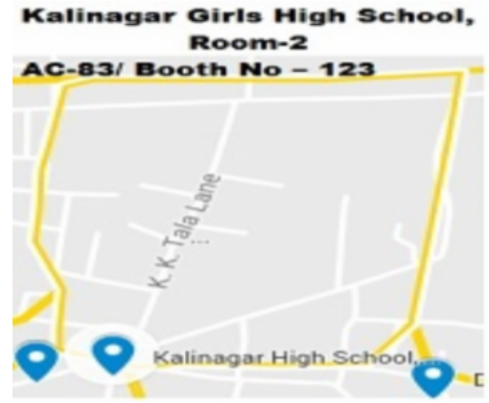 Kalinagar Girls High School,
Room-2
AC-83/ Booth No – 123
K. K. Tala Lane
Kalinagar High School,